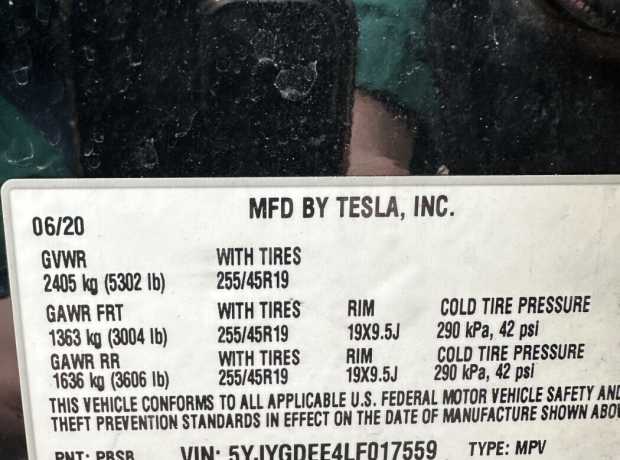 MFD BY TESLA, INC.
06/20
GVWR WITH TIRES
2405 kg (5302 lb) 255/45R19
GAWR FRT WITH TIRES RIM COLD TIRE PRESSURE
1363 kg (3004 lb) 255/45R19 19X9.5J 290 kPa, 42 psi
GAWR RR WITH TIRES RIM COLD TIRE PRESSURE
1636 kg (3606 lb) 255/45R19 19X9.5J 290 kPa, 42 psi
THIS VEHICLE CONFORMS TO ALL APPLICABLE U.S. FEDERAL MOTOR VEHICLE SAFETY AND
THEFT PREVENTION STANDARDS IN EFFECT ON THE DATE OF MANUFACTURE SHOWN ABOV
PNT: PBSB VIN: 5YJYGDEE4LF017559 TYPE: MPV